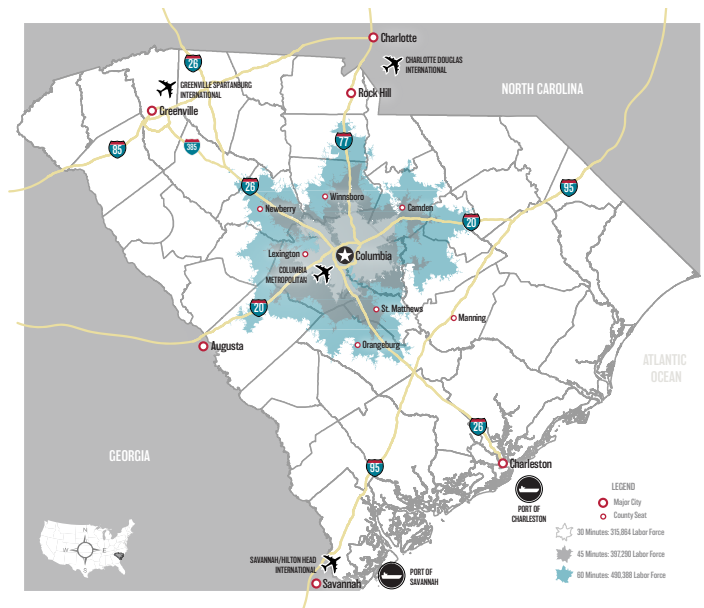 Charlotte
CHARLOTTE DOUGLAS
INTERNATIONAL
26
GREENVILLE SPARTANBURG
INTERNATIONAL
Rock Hill
NORTH CAROLINA
Greenville
77
85
385
26
95
Winnsboro
Newberry
Camden
20
Lexington
Columbia
COLUMBIA
METROPOLITAN
20
St. Matthews
Manning
Augusta
Orangeburg
ATLANTIC
OCEAN
26
GEORGIA
95
Charleston
PORT OF
CHARLESTON
LEGEND
Major City
County Seat
30 Minutes: 315,864 Labor Force
45 Minutes: 397,290 Labor Force
60 Minutes: 490,388 Labor Force
N
W
E
S
SAVANNAH/HILTON HEAD
INTERNATIONAL
PORT OF
SAVANNAH
Savannah